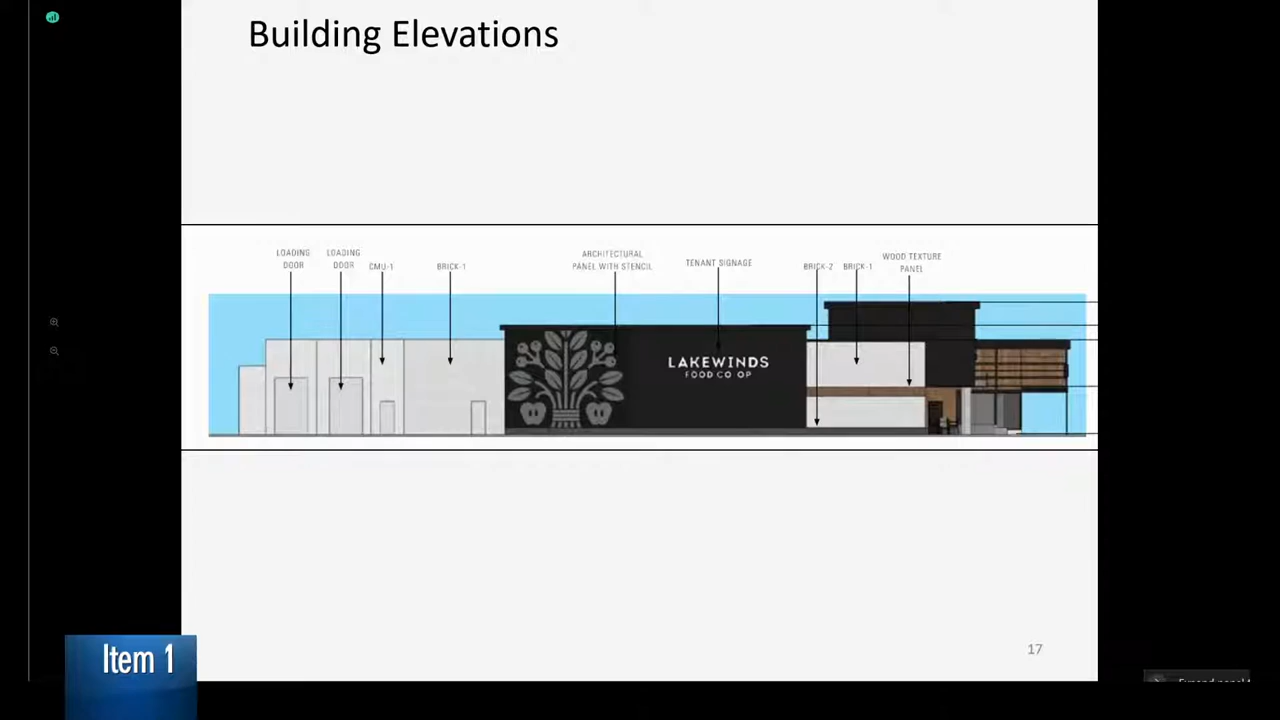 Building Elevations
LOADING
DOOR
LOADING
DOOR
CMU-1
BRICK-1
ARCHITECTURAL
PANEL WITH STENCIL
TENANT SIGNAGE
BRICK-2
BRICK-1
WOOD TEXTURE
PANEL
LAKEWINDS
FOOD CO OP
17
Item 1